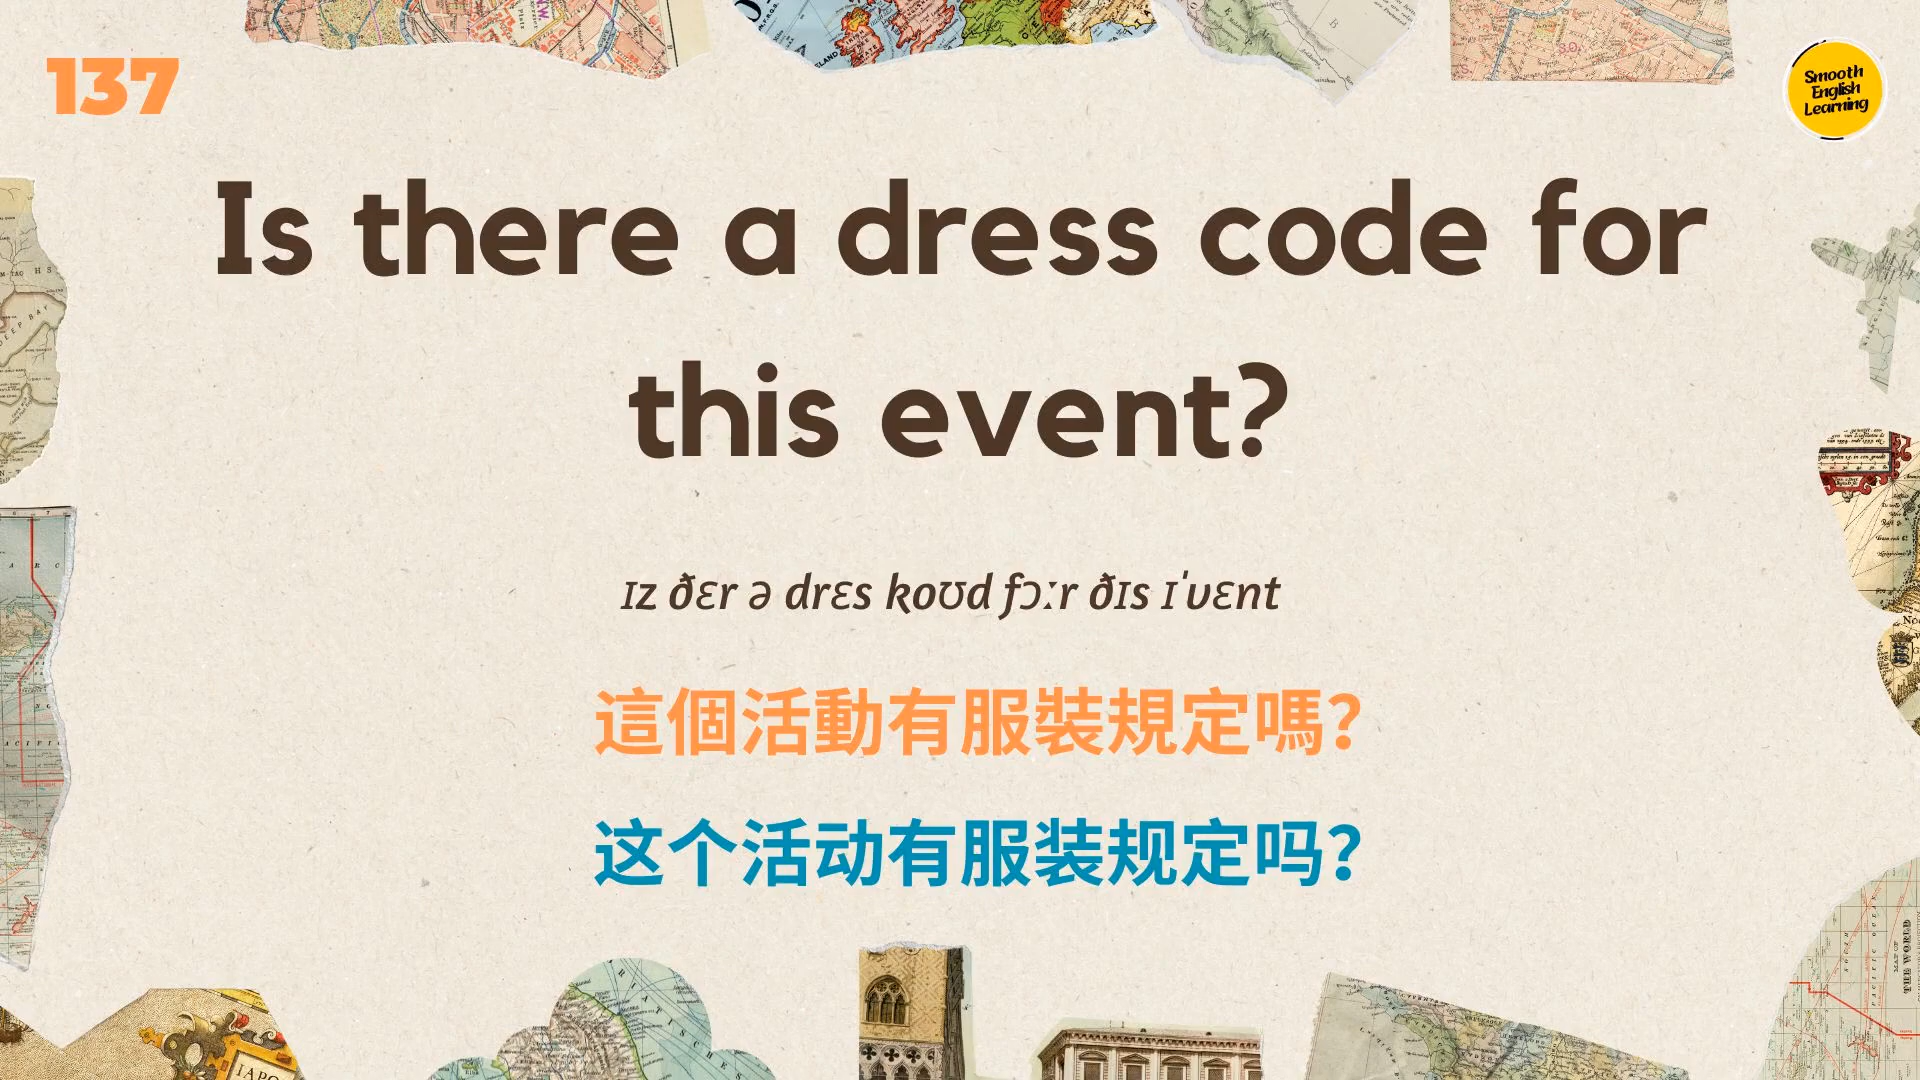 137
Smooth
English
Learning
Is there a dress code for
this event?
ɪz ðɛr ə drɛs koʊd fɔːr ðɪs ɪˈvɛnt
這個活動有服裝規定嗎?
这个活动有服装规定吗?
THE WORLD